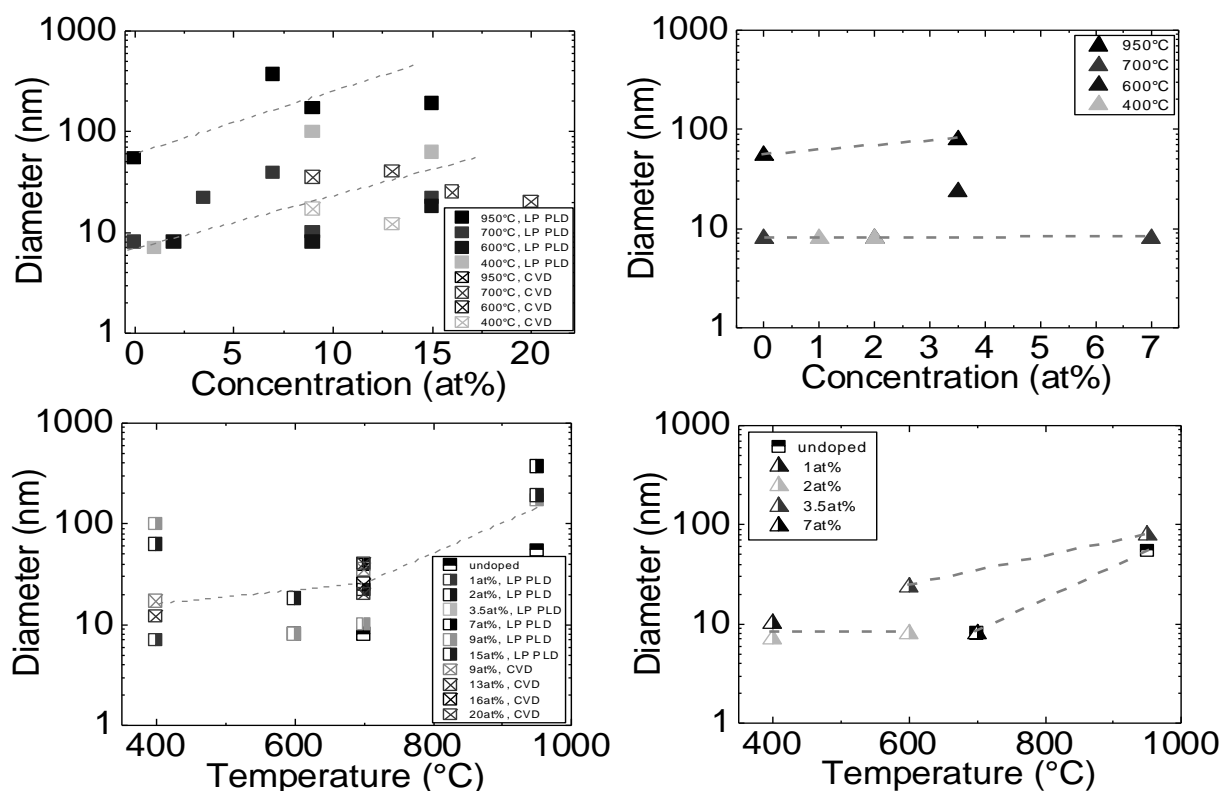 1000
100
10
1
Diameter (nm)
950°C, LP PLD
700°C, LP PLD
600°C, LP PLD
400°C, LP PLD
950°C, CVD
700°C, CVD
600°C, CVD
400°C, CVD
0 5 10 15 20
Concentration (at%)
1000
100
10
1
Diameter (nm)
950°C
700°C
600°C
400°C
0 1 2 3 4 5 6 7
Concentration (at%)
1000
100
10
1
Diameter (nm)
undoped
1at%, LP PLD
2at%, LP PLD
3.5at%, LP PLD
7at%, LP PLD
9at%, LP PLD
15at%, LP PLD
9at%, CVD
13at%, CVD
16at%, CVD
20at%, CVD
400 600 800 1000
Temperature (°C)
1000
100
10
1
Diameter (nm)
undoped
1at%
2at%
3.5at%
7at%
400 600 800 1000
Temperature (°C)